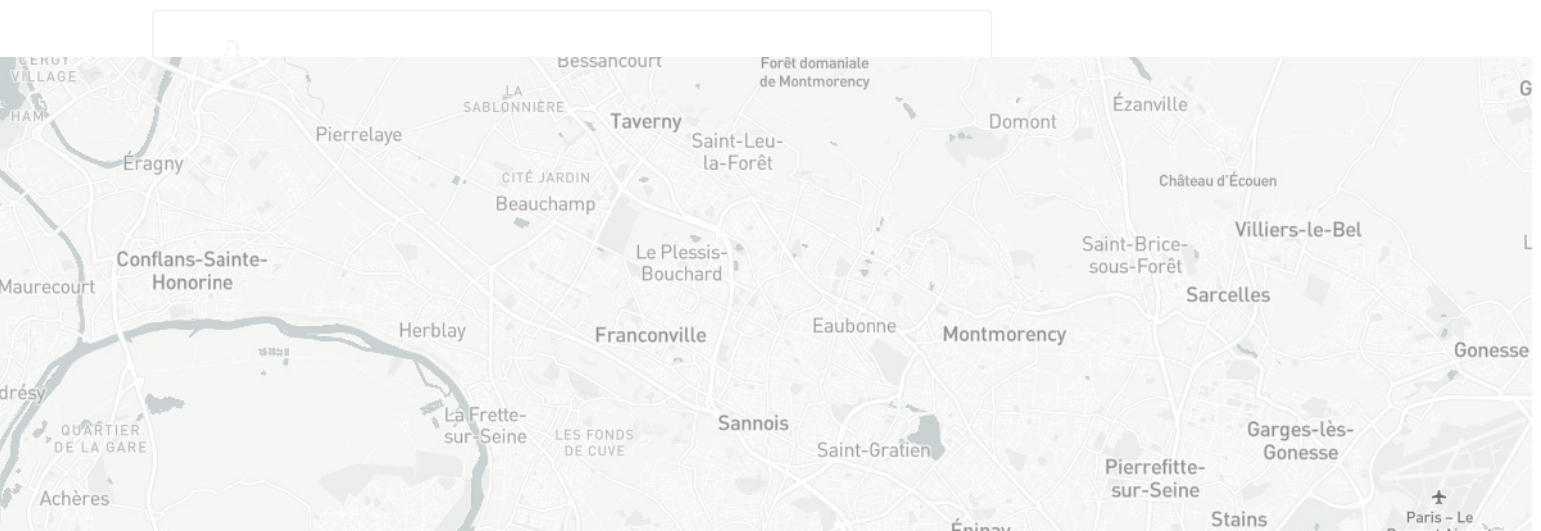 CERGY
VILLAGE
HAM
Bessancourt
Forêt domaniale
de Montmorency
G
LA
SABLONNIÈRE
Taverny
Ézanville
Domont
Pierrelaye
Saint-Leu-
la-Forêt
Éragny
CITÉ JARDIN
Beauchamp
Château d'Écouen
Villiers-le-Bel
Saint-Brice-
sous-Forêt
L
Le Plessis-
Bouchard
Conflans-Sainte-
Honorine
Maurecourt
Sarcelles
Herblay
Franconville
Eaubonne
Montmorency
Gonesse
drésy
La Frette-
sur-Seine
QUARTIER
DE LA GARE
LES FONDS
DE CUVE
Sannois
Saint-Gratien
Garges-lès-
Gonesse
Pierrefitte-
sur-Seine
Achères
Stains
Paris – Le
Épinay